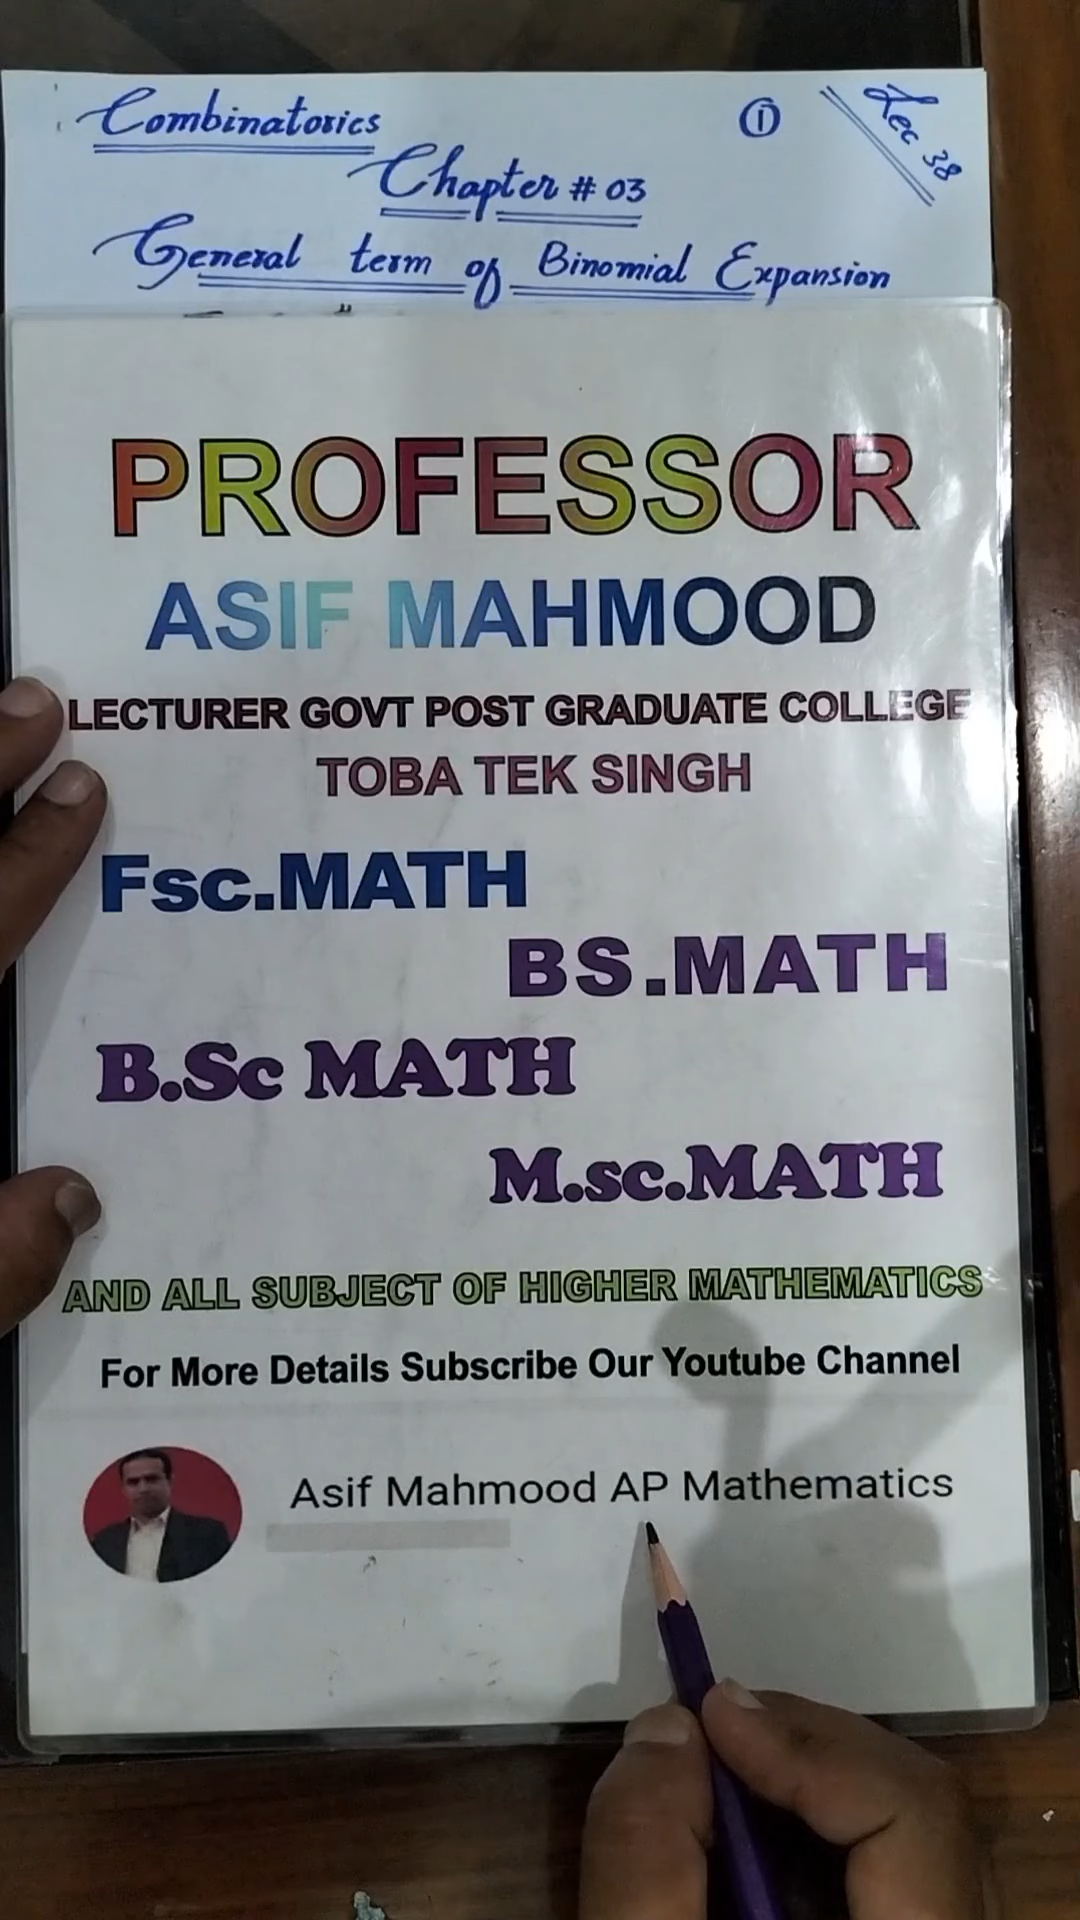 Combinatorics
①
Lec 38
Chapter # 03
General term of Binomial Expansion
PROFESSOR
ASIF MAHMOOD
LECTURER GOVT POST GRADUATE COLLEGE
TOBA TEK SINGH
Fsc.MATH
BS.MATH
B.Sc MATH
M.sc.MATH
AND ALL SUBJECT OF HIGHER MATHEMATICS
For More Details Subscribe Our Youtube Channel
Asif Mahmood AP Mathematics